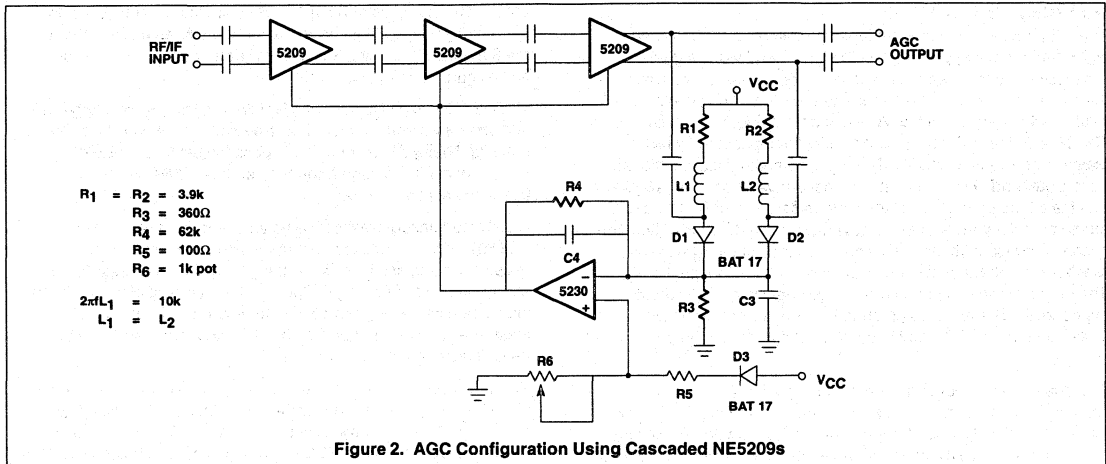 RF/IF
INPUT
5209
5209
5209
AGC
OUTPUT
VCC
R1
R2
L1
L2
R1 = R2 = 3.9k
R3 = 360Ω
R4 = 62k
R5 = 100Ω
R6 = 1k pot
2πfL1 = 10k
L1 = L2
R4
C4
D1
D2
BAT 17
5230
−
+
R3
C3
R6
R5
D3
BAT 17
VCC
Figure 2. AGC Configuration Using Cascaded NE5209s